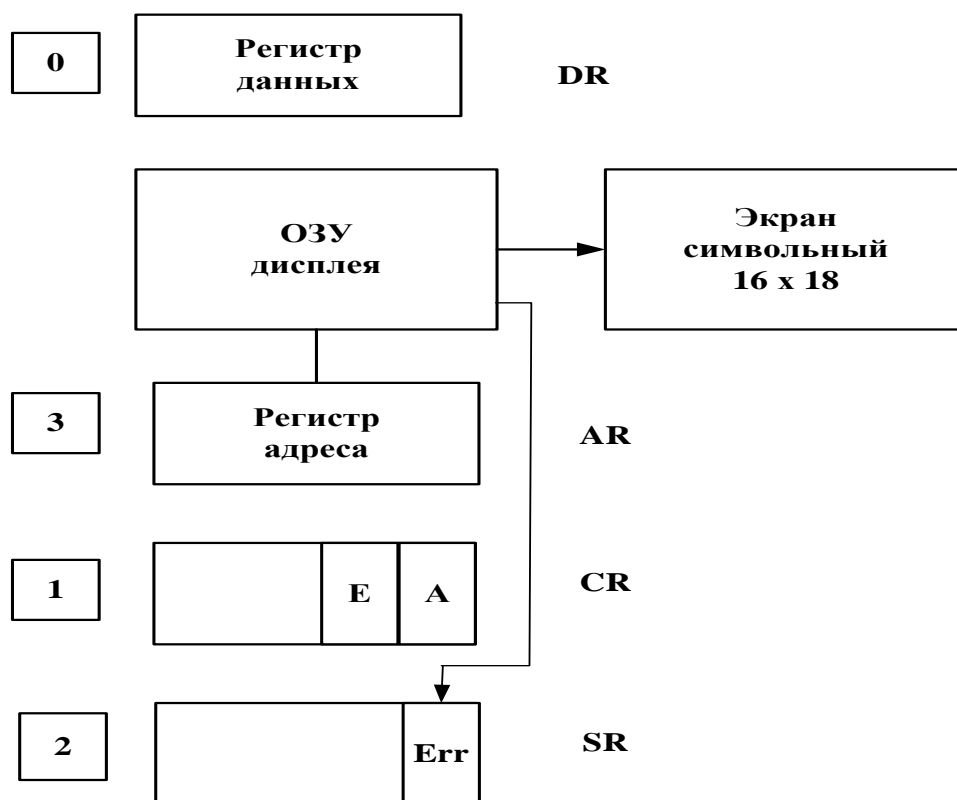 0
Регистр
данных
DR
ОЗУ
дисплея
Экран
символьный
16 x 18
3
Регистр
адреса
AR
1
E
A
CR
2
Err
SR